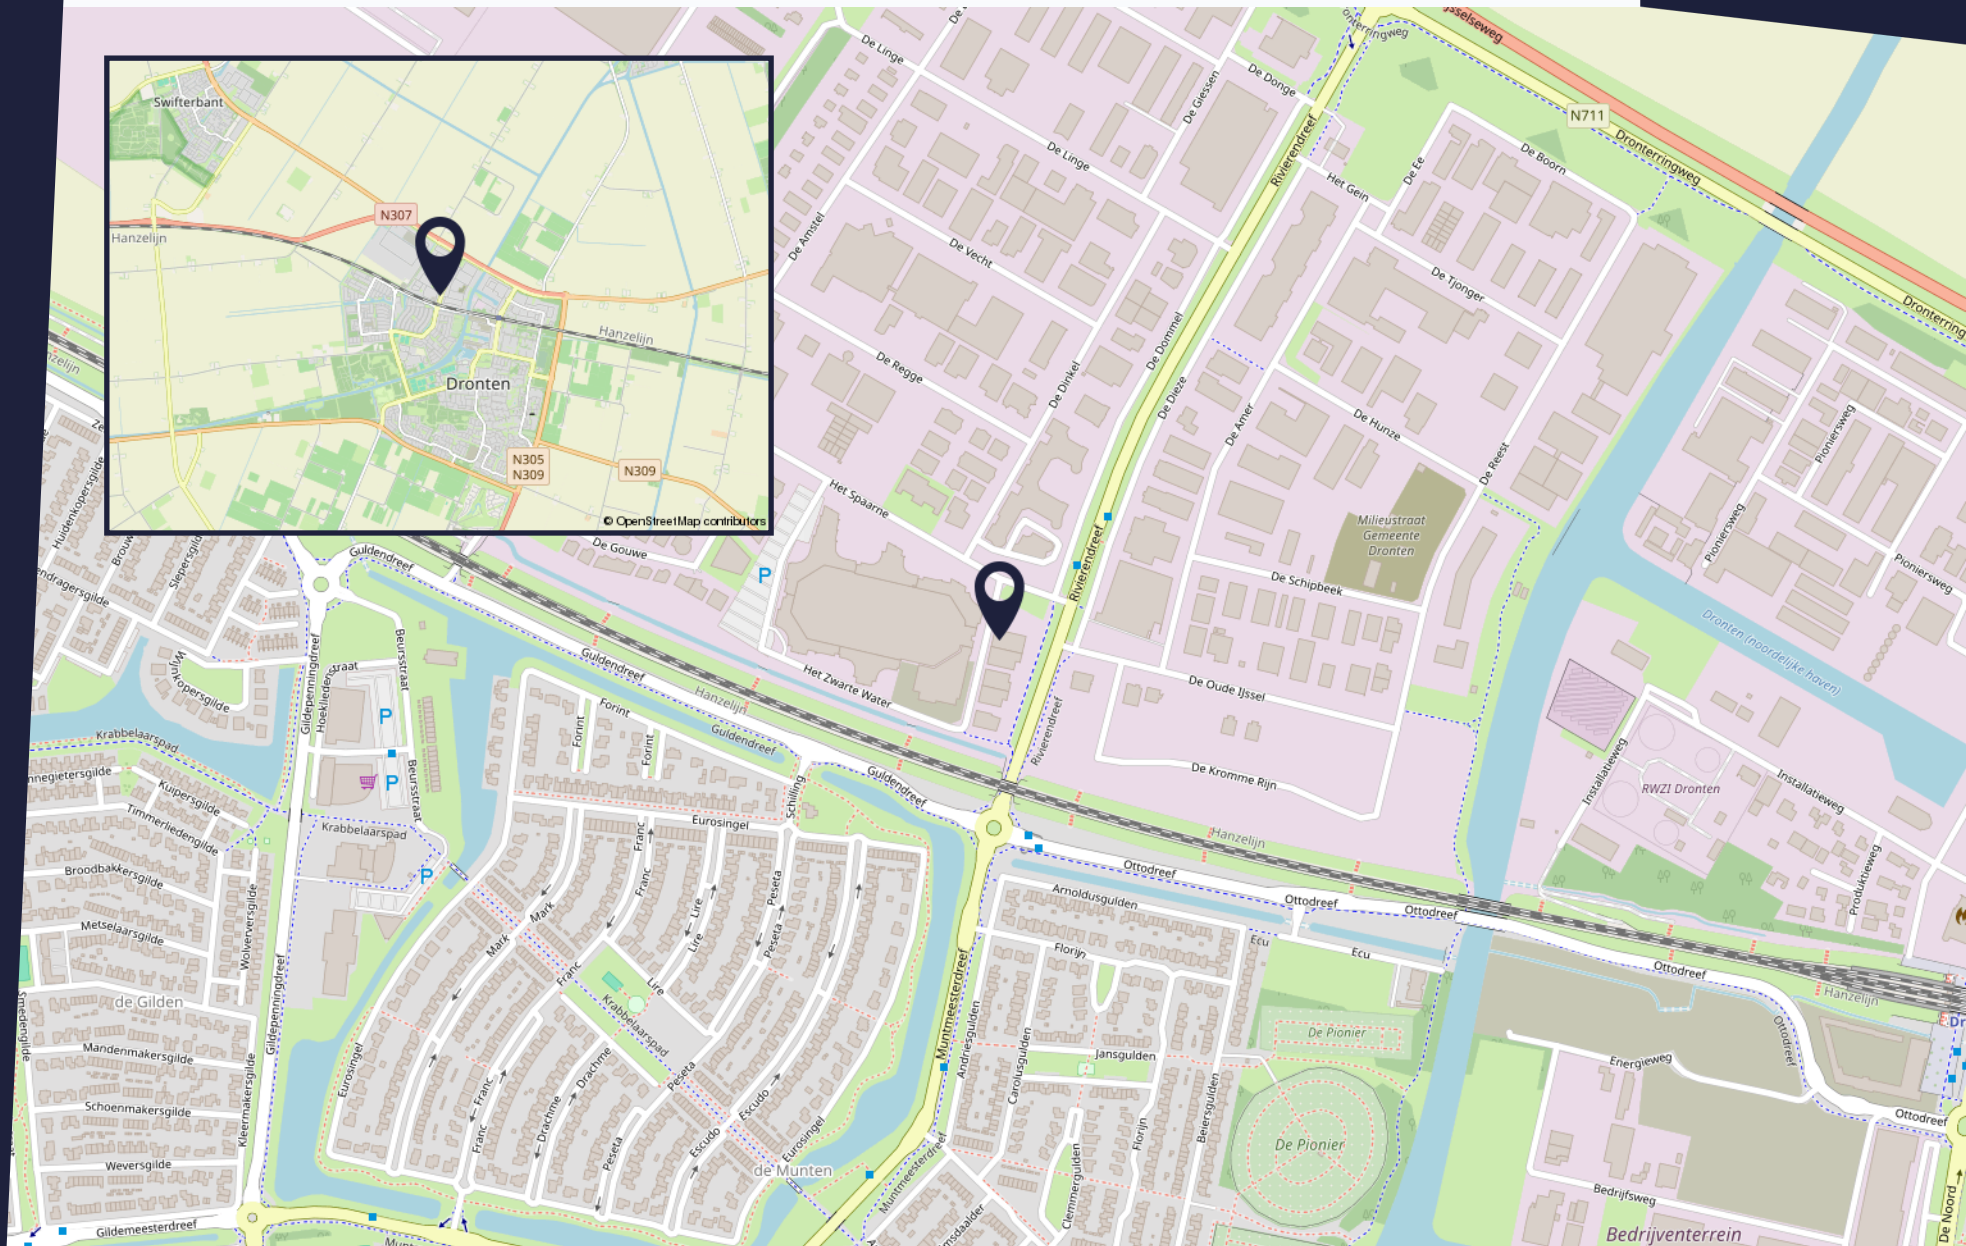 Swifterbant
N307
Hanzelijn
Hanzelijn
Dronten
N305
N309
N309
© OpenStreetMap contributors
De Linge
De Linge
De Giessen
De Donge
Rivierendreef
Het Gein
De Ee
De Boorn
N711
Dronterringweg
De Amstel
De Vecht
De Tjonger
De Regge
De Dinkel
De Dommel
De Dieze
De Amer
De Hunze
De Reest
Pioniersweg
Pioniersweg
Pioniersweg
Het Spaarne
De Gouwe
P
Rivierendreef
Milieustraat
Gemeente
Dronten
De Schipbeek
Dronten (noordelijke haven)
Huidenkopersgilde
Slepersgilde
Guldendreef
Wijnkopersgilde
Gildepenningdreef
Beursstraat
Guldendreef
Hanzelijn
Het Zwarte Water
De Oude IJssel
Rivierendreef
De Kromme Rijn
Installatieweg
RWZI Dronten
Installatieweg
Produktieweg
P
P
P
Krabbelaarspad
Kuipersgilde
Timmerliedengilde
Broodbakkersgilde
Metselaarsgilde
Wolweversgilde
Beursstraat
Krabbelaarspad
Forint
Forint
Forint
Guldendreef
Guldendreef
Schilling
Eurosingel
Hanzelijn
Ottodreef
Ottodreef
Ottodreef
Ottodreef
Hanzelijn
Arnoldusgulden
Ecu
Ecu
Florijn
Mark
Mark
Franc
Franc
Franc
Lire
Lire
Lire
Peseta
Peseta
Krabbelaarspad
de Gilden
Smedengilde
Gildepenningdreef
Mandenmakersgilde
Schoenmakersgilde
Kleermakersgilde
Weversgilde
Gildemeesterdreef
Eurosingel
Franc
Franc
Drachme
Drachme
Peseta
Peseta
Escudo
Escudo
Eurosingel
de Munten
Muntmeesterdreef
Muntmeesterdreef
Andriesgulden
Carolusgulden
Jansgulden
Clemmergulden
Florijn
Beiersgulden
De Pionier
De Pionier
Energieweg
Ottodreef
Ottodreef
Bedrijfsweg
Bedrijventerrein
De Noord